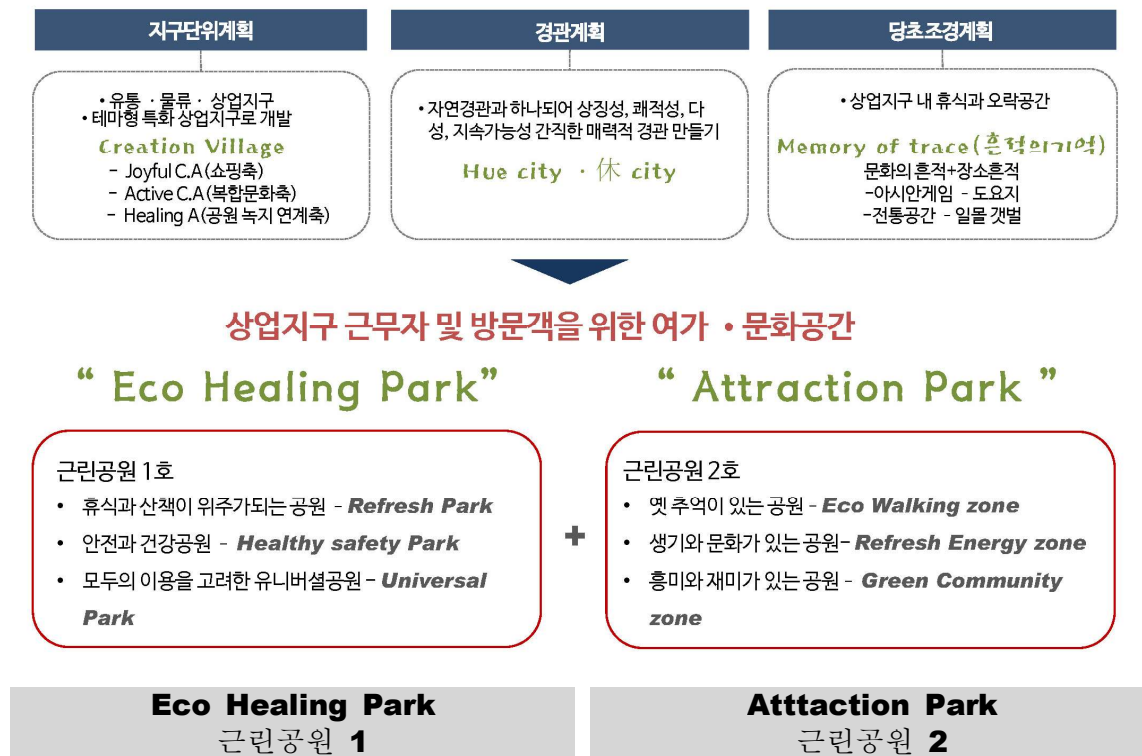 지구단위계획
• 유통 · 물류 · 상업지구
• 테마형 특화 상업지구로 개발
Creation Village
- Joyful C.A(쇼핑축)
- Active C.A(복합문화축)
- Healing A(공원 녹지 연계축)
경관계획
• 자연경관과 하나되어 상징성, 쾌적성, 다
성, 지속가능성 간직한 매력적 경관 만들기
Hue city · 休 city
당초조경계획
• 상업지구 내 휴식과 오락공간
Memory of trace(흔적의기억)
문화의 흔적+장소흔적
-아시안게임 - 도요지
-전통공간 - 일몰 갯벌
상업지구 근무자 및 방문객을 위한 여가 • 문화공간
“ Eco Healing Park”
“ Attraction Park ”
근린공원 1호
• 휴식과 산책이 위주가되는 공원 - Refresh Park
• 안전과 건강공원 - Healthy safety Park
• 모두의 이용을 고려한 유니버셜공원 – Universal
Park
+
근린공원 2호
• 옛 추억이 있는 공원 - Eco Walking zone
• 생기와 문화가 있는 공원– Refresh Energy zone
• 흥미와 재미가 있는 공원 - Green Community
zone
Eco Healing Park
근린공원 1
Atttaction Park
근린공원 2